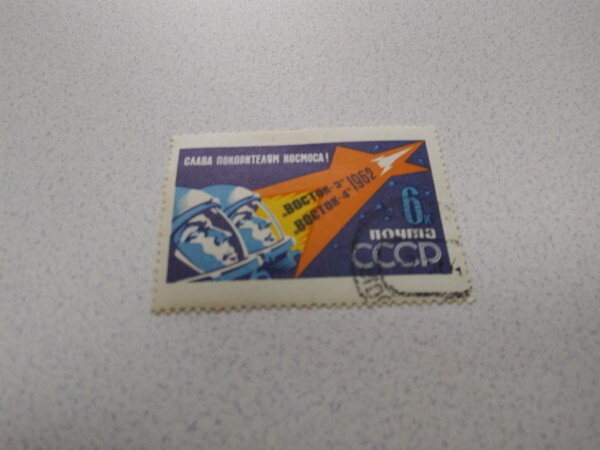 СЛАВА ПОКОРИТЕЛЯМ КОСМОСА!
„ВОСТОК-3"
„ВОСТОК-4" 1962
6к
ПОЧТА
СССР